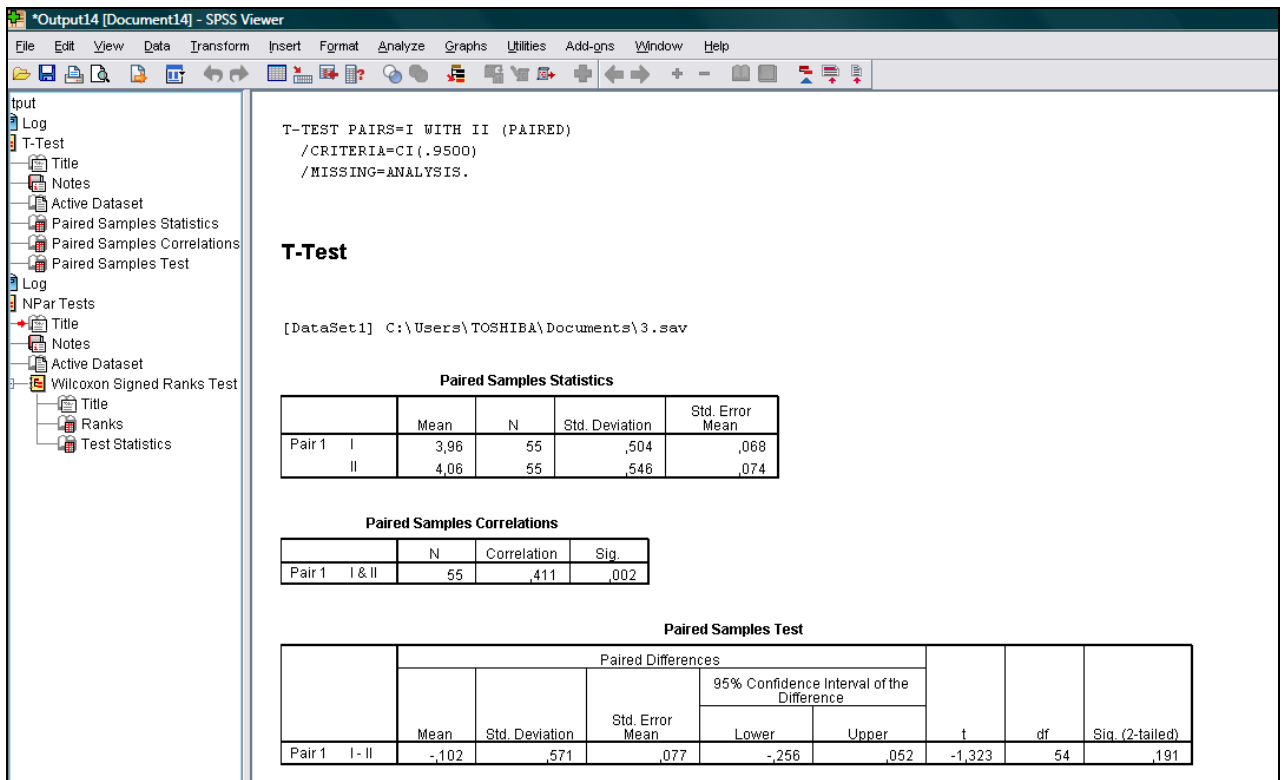 *Output14 [Document14] - SPSS Viewer
File Edit View Data Transform Insert Format Analyze Graphs Utilities Add-ons Window Help
tput
Log
T-Test
Title
Notes
Active Dataset
Paired Samples Statistics
Paired Samples Correlations
Paired Samples Test
Log
NPar Tests
Title
Notes
Active Dataset
Wilcoxon Signed Ranks Test
Title
Ranks
Test Statistics
T-TEST PAIRS=I WITH II (PAIRED)
/CRITERIA=CI(.9500)
/MISSING=ANALYSIS.
T-Test
[DataSet1] C:\Users\TOSHIBA\Documents\3.sav
Paired Samples Statistics
Mean N Std. Deviation Std. Error Mean
Pair 1 I 3,96 55 ,504 ,068
II 4,06 55 ,546 ,074
Paired Samples Correlations
N Correlation Sig.
Pair 1 I & II 55 ,411 ,002
Paired Samples Test
Paired Differences
95% Confidence Interval of the Difference
Mean Std. Deviation Std. Error Mean Lower Upper t df Sig. (2-tailed)
Pair 1 I - II -,102 ,571 ,077 -,256 ,052 -1,323 54 ,191